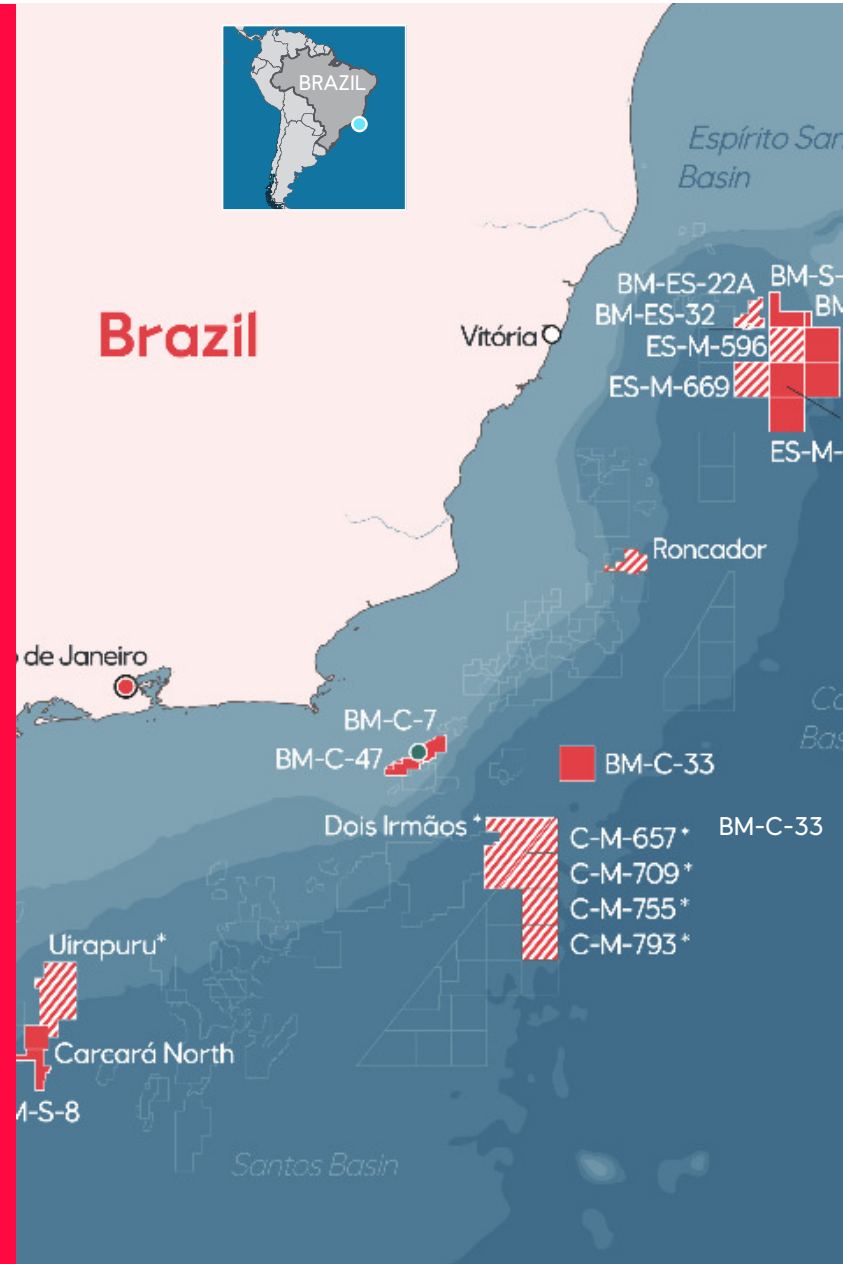 BRAZIL
Espírito San
Basin
BM-ES-22A
BM-S-
BM-ES-32
BM
Brazil
Vitória
ES-M-596
ES-M-669
ES-M-
Roncador
de Janeiro
Co
Bas
BM-C-7
BM-C-47
BM-C-33
Dois Irmãos *
C-M-657*
BM-C-33
C-M-709*
C-M-755*
C-M-793*
Uirapuru*
Carcará North
M-S-8
Santos Basin